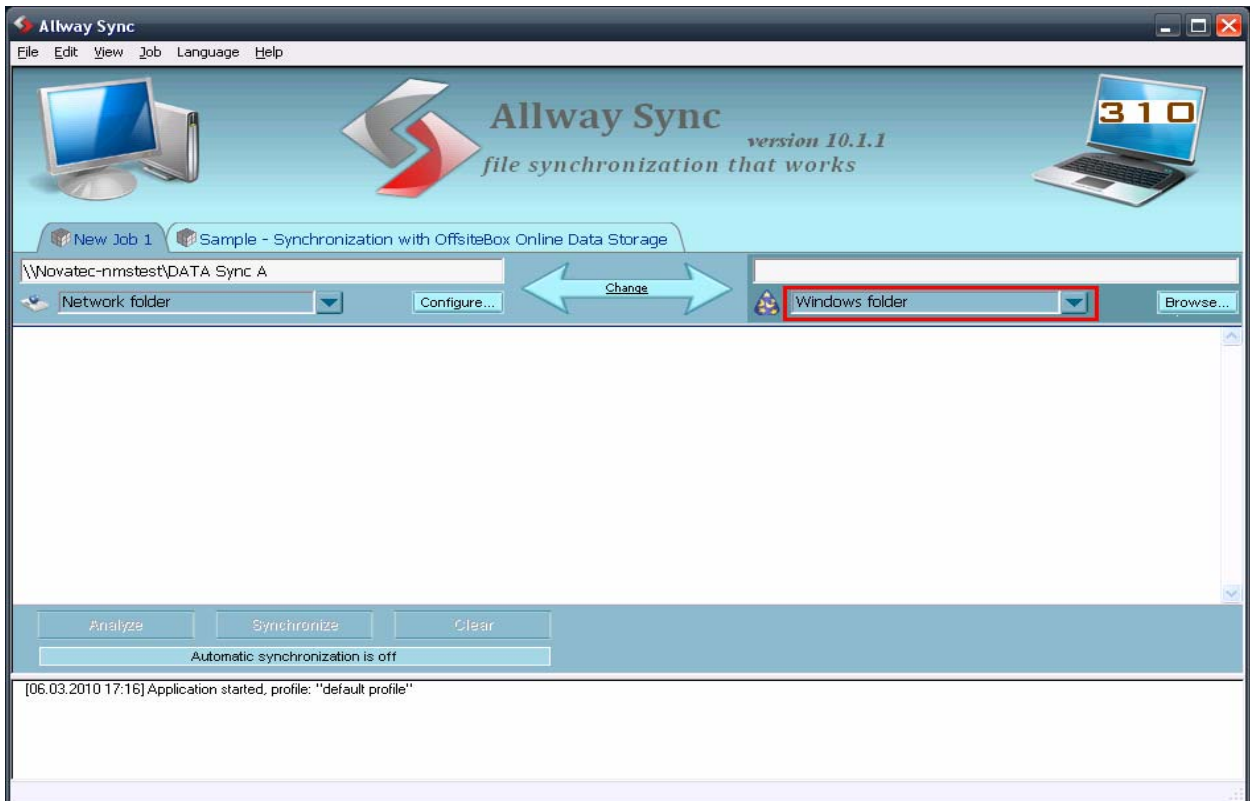 Allway Sync
File Edit View Job Language Help
Allway Sync
version 10.1.1
file synchronization that works
310
New Job 1
Sample - Synchronization with OffsiteBox Online Data Storage
\\Novatec-nmstest\DATA Sync A
Change
Network folder
Configure...
Windows folder
Browse...
Analyze
Synchronize
Clear
Automatic synchronization is off
[06.03.2010 17:16] Application started, profile: "default profile"